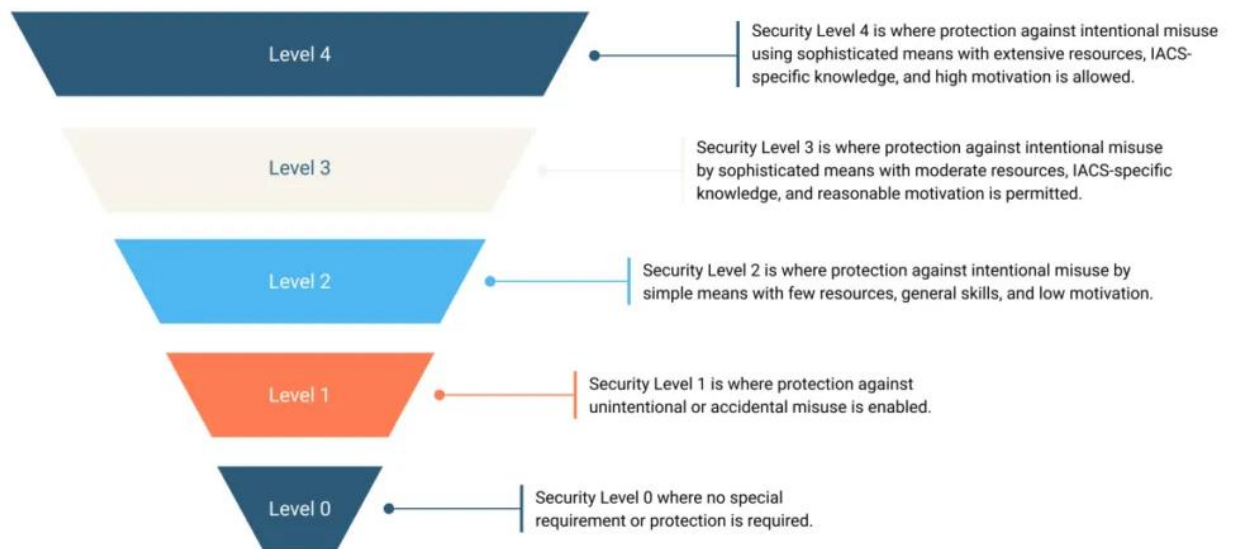 Level 4
Security Level 4 is where protection against intentional misuse
using sophisticated means with extensive resources, IACS-
specific knowledge, and high motivation is allowed.
Level 3
Security Level 3 is where protection against intentional misuse
by sophisticated means with moderate resources, IACS-specific
knowledge, and reasonable motivation is permitted.
Level 2
Security Level 2 is where protection against intentional misuse by
simple means with few resources, general skills, and low motivation.
Level 1
Security Level 1 is where protection against
unintentional or accidental misuse is enabled.
Level 0
Security Level 0 where no special
requirement or protection is required.